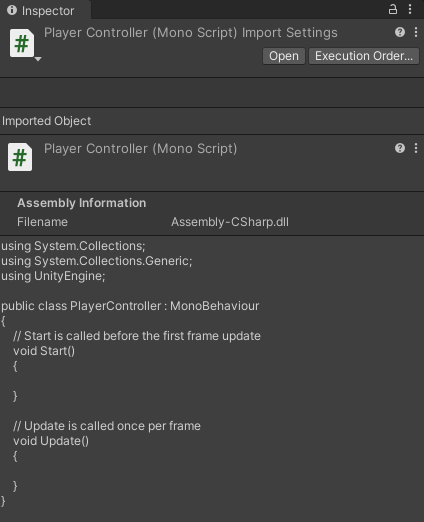 Inspector
Player Controller (Mono Script) Import Settings
Open Execution Order...
Imported Object
Player Controller (Mono Script)
Assembly Information
Filename Assembly-CSharp.dll
using System.Collections;
using System.Collections.Generic;
using UnityEngine;
public class PlayerController : MonoBehaviour
{
// Start is called before the first frame update
void Start()
{
}
// Update is called once per frame
void Update()
{
}
}